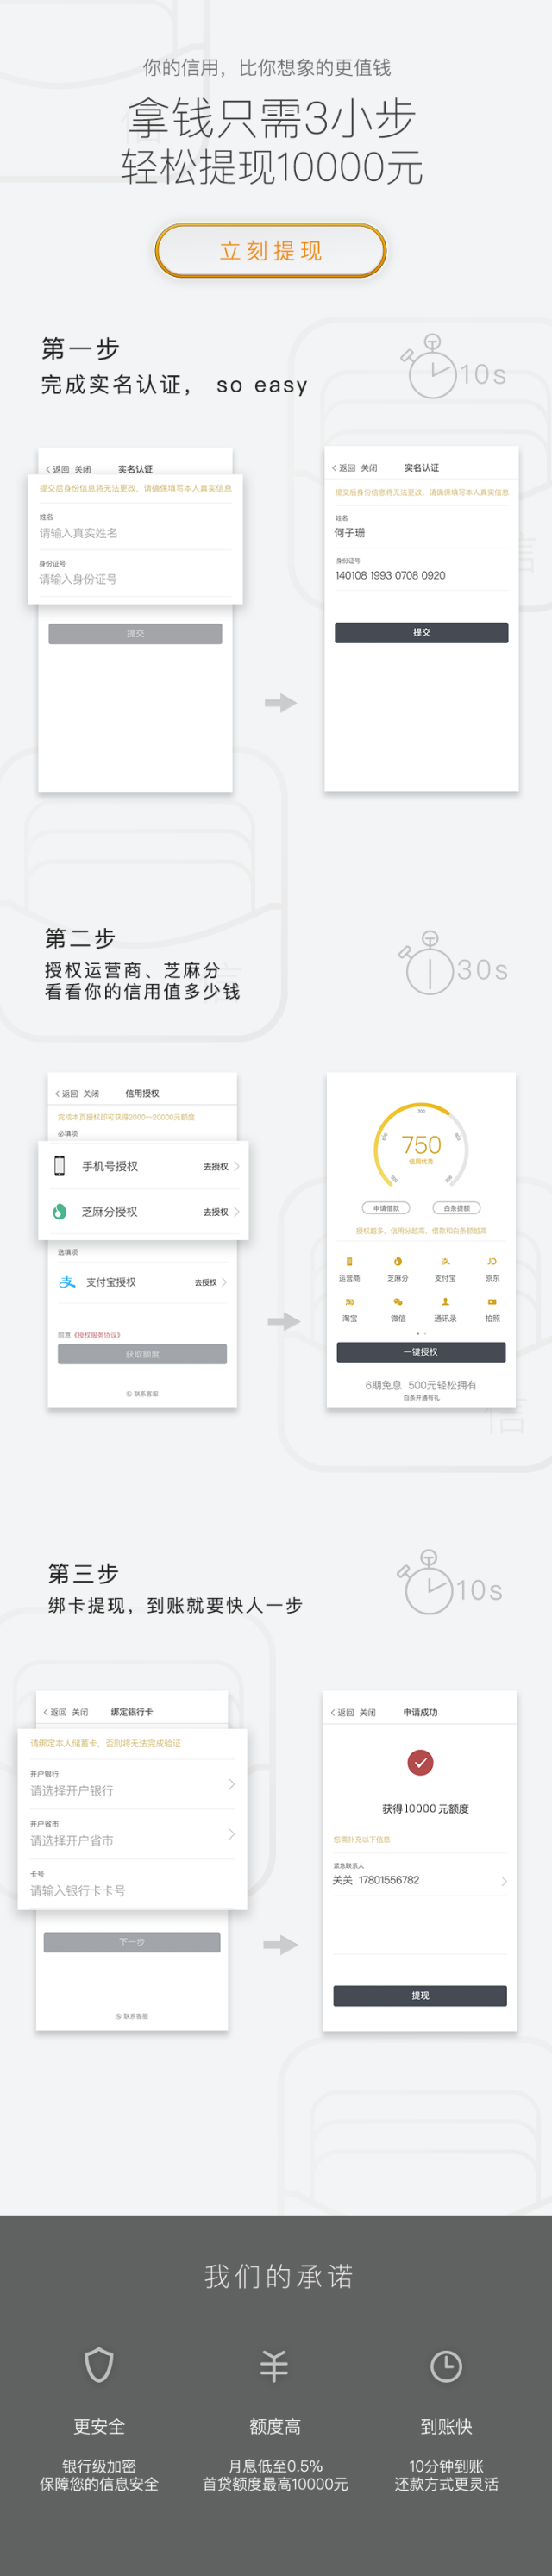 你的信用，比你想象的更值钱
拿钱只需3小步
轻松提现10000元
立刻提现
第一步
完成实名认证， so easy
10s
返回 关闭 实名认证
提交后身份信息将无法更改，请确保填写本人真实信息
姓名
请输入真实姓名
身份证号
请输入身份证号
提交
返回 关闭 实名认证
提交后身份信息将无法更改，请确保填写本人真实信息
姓名
何子珊
身份证号
140108 1993 0708 0920
提交
信
第二步
授权运营商、芝麻分
看看你的信用值多少钱
30s
返回 关闭 信用授权
完成本页授权即可获得2000—20000元额度
必填项
手机号授权 去授权
芝麻分授权 去授权
选填项
支付宝授权 去授权
同意《授权服务协议》
获取额度
联系客服
750
信用优秀
申请借款 白条提额
授权越多，信用分越高，借款和白条额越高
运营商 芝麻分 支付宝 京东
淘宝 微信 通讯录 拍照
一键授权
6期免息 500元轻松拥有
白条开通有礼
信
第三步
绑卡提现，到账就要快人一步
10s
返回 关闭 绑定银行卡
请绑定本人储蓄卡，否则将无法完成验证
开户银行
请选择开户银行
开户省市
请选择开户省市
卡号
请输入银行卡卡号
下一步
联系客服
返回 关闭 申请成功
获得10000元额度
您需补充以下信息
紧急联系人
关关 17801556782
提现
我们的承诺
更安全
银行级加密
保障您的信息安全
额度高
月息低至0.5%
首贷额度最高10000元
到账快
10分钟到账
还款方式更灵活